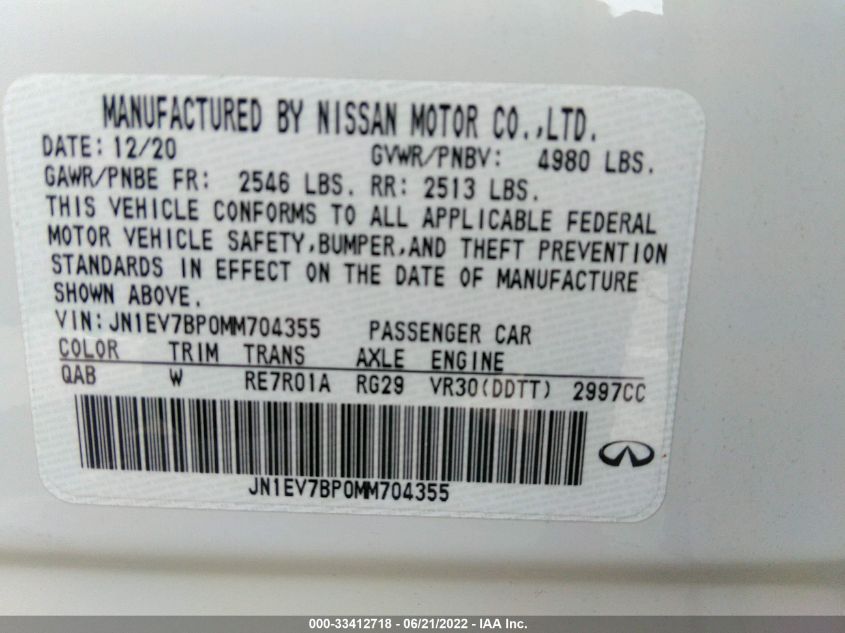 MANUFACTURED BY NISSAN MOTOR CO.,LTD.
DATE: 12/20 GVWR/PNBV: 4980 LBS.
GAWR/PNBE FR: 2546 LBS. RR: 2513 LBS.
THIS VEHICLE CONFORMS TO ALL APPLICABLE FEDERAL
MOTOR VEHICLE SAFETY,BUMPER,AND THEFT PREVENTION
STANDARDS IN EFFECT ON THE DATE OF MANUFACTURE
SHOWN ABOVE.
VIN: JN1EV7BP0MM704355 PASSENGER CAR
COLOR TRIM TRANS AXLE ENGINE
QAB W RE7R01A RG29 VR30(DDTT) 2997CC
JN1EV7BP0MM704355
000-33412718 - 06/21/2022 - IAA Inc.